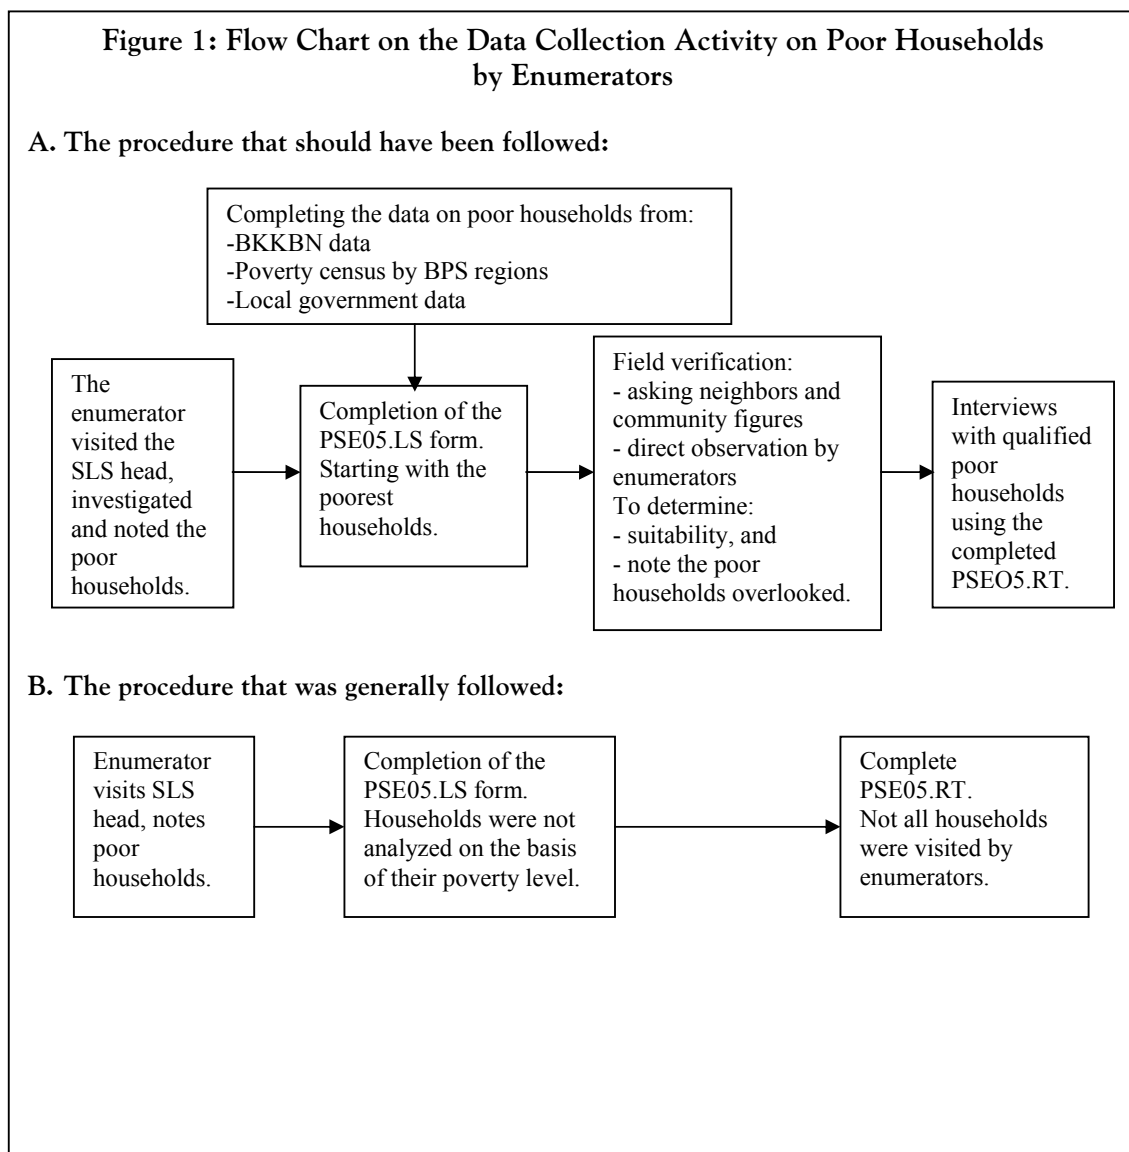 Figure 1: Flow Chart on the Data Collection Activity on Poor Households
by Enumerators
A. The procedure that should have been followed:
Completing the data on poor households from:
-BKKBN data
-Poverty census by BPS regions
-Local government data
The
enumerator
visited the
SLS head,
investigated
and noted the
poor
households.
Completion of the
PSE05.LS form.
Starting with the
poorest
households.
Field verification:
- asking neighbors and
community figures
- direct observation by
enumerators
To determine:
- suitability, and
- note the poor
households overlooked.
Interviews
with qualified
poor
households
using the
completed
PSEO5.RT.
B. The procedure that was generally followed:
Enumerator
visits SLS
head, notes
poor
households.
Completion of the
PSE05.LS form.
Households were not
analyzed on the basis
of their poverty level.
Complete
PSE05.RT.
Not all households
were visited by
enumerators.